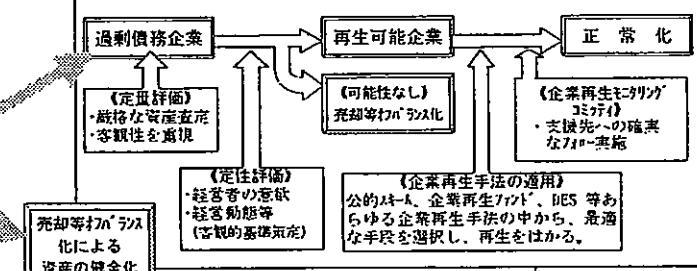 過剰債務企業
再生可能企業
正常化
《定量評価》
・厳格な資産査定
・客観性を重視
《可能性なし》
売却等オフバランス化
《企業再生モニタリング
コミッティ》
・支援先への確実
なフォロー実施
《定性評価》
・経営者の意欲
・経営動態等
(客観的基準策定)
《企業再生手法の適用》
公的スキーム、企業再生ファンド、DES 等あ
らゆる企業再生手法の中から、最適
な手段を選択し、再生をはかる。
売却等オフバランス
化による
資産の健全化